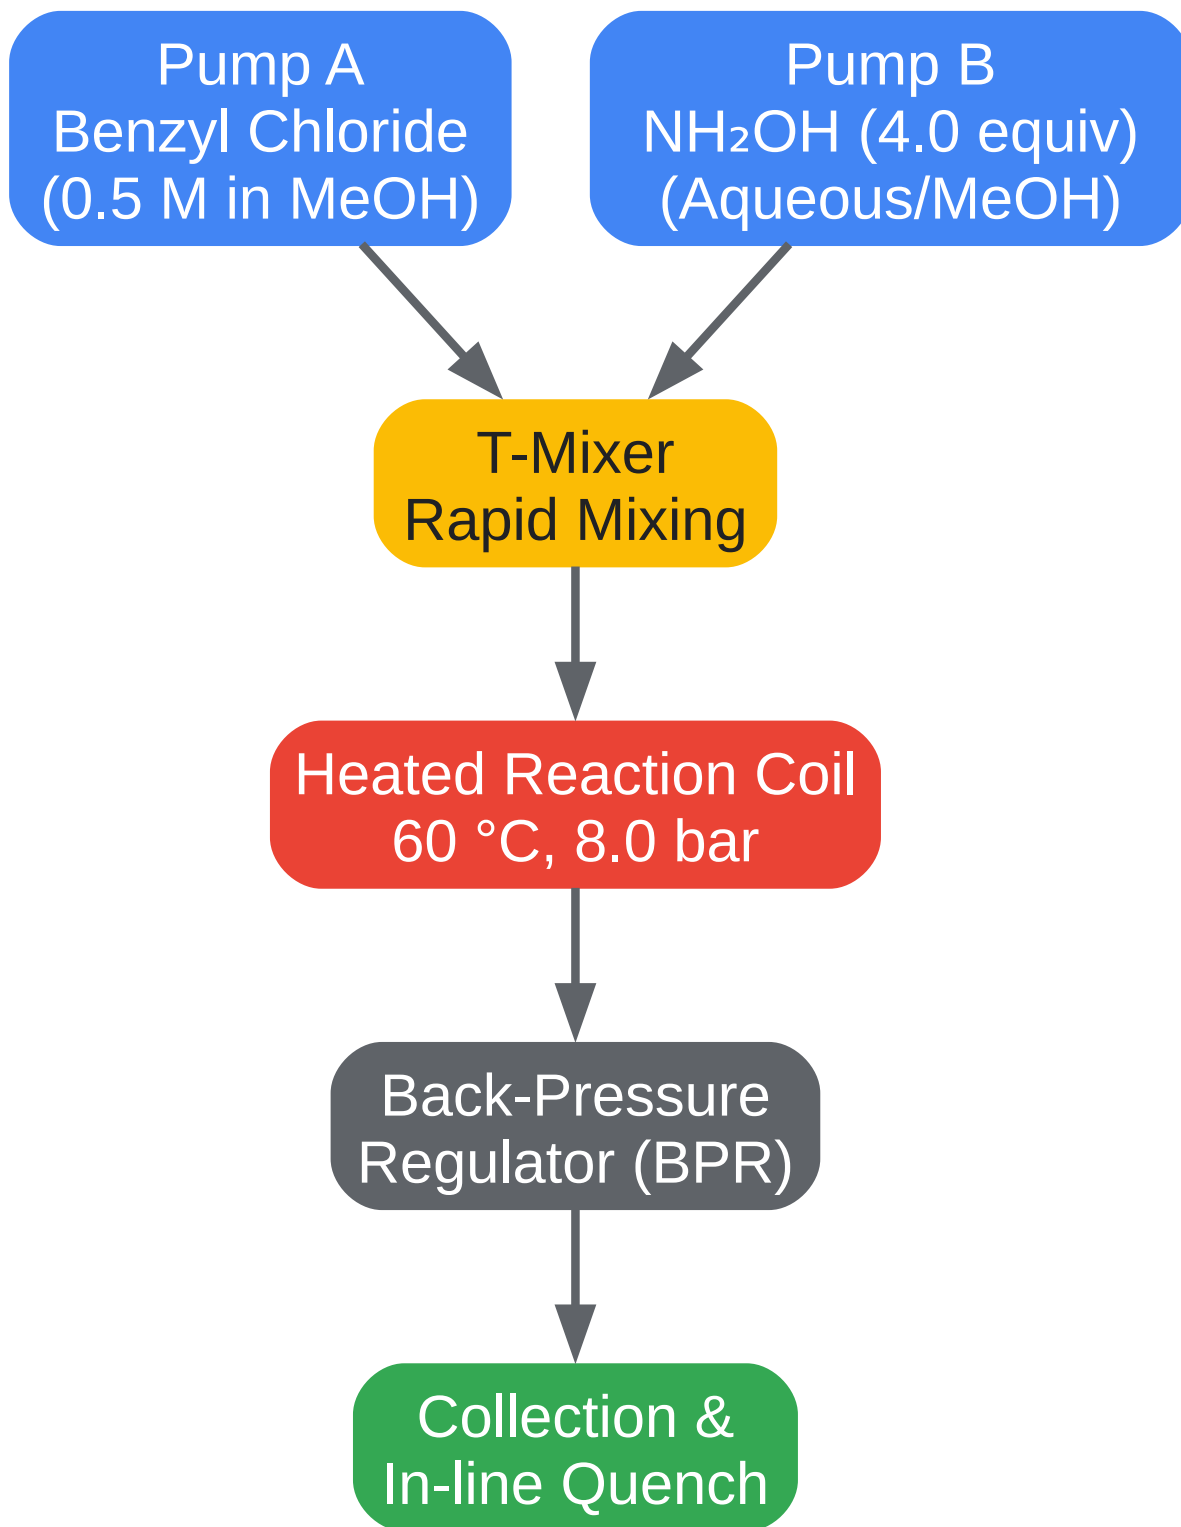 Pump A
Benzyl Chloride
(0.5 M in MeOH)
Pump B
NH₂OH (4.0 equiv)
(Aqueous/MeOH)
T-Mixer
Rapid Mixing
Heated Reaction Coil
60 °C, 8.0 bar
Back-Pressure
Regulator (BPR)
Collection &
In-line Quench